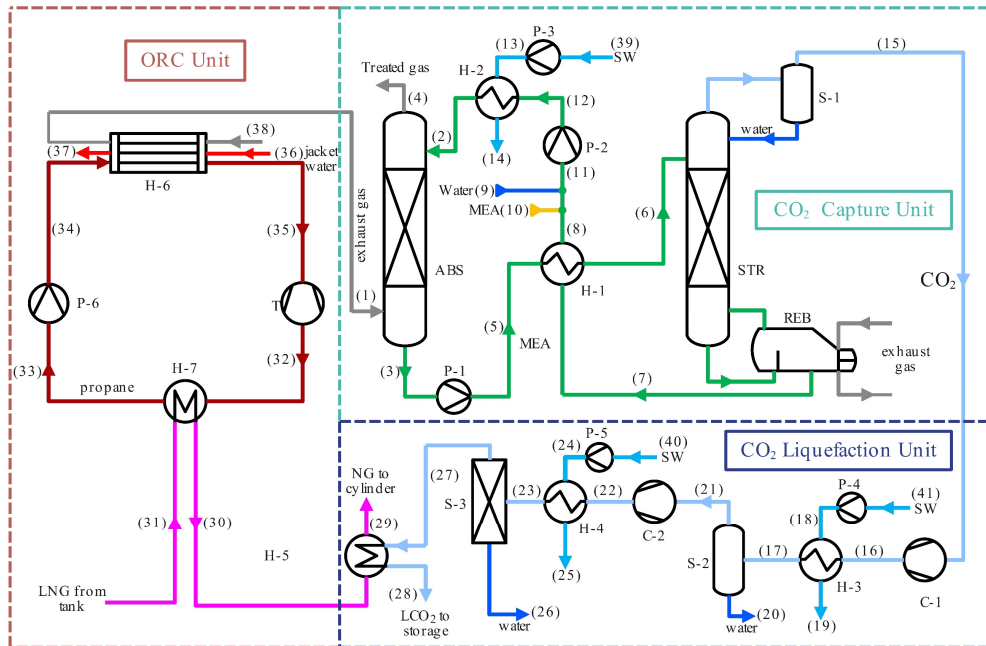 ORC Unit
(38)
(37)
(36)
jacket
water
H-6
(34)
(35)
exhaust gas
P-6
T
(33)
(32)
propane
H-7
(31)
(30)
H-5
LNG from
tank
P-3
(13)
(39)
SW
H-2
Treated gas
(4)
(12)
(2)
(14)
P-2
(11)
Water(9)
MEA(10)
(8)
(6)
ABS
H-1
(1)
(5)
MEA
(3)
P-1
(7)
(15)
S-1
water
CO₂ Capture Unit
STR
CO₂
REB
exhaust
gas
CO₂ Liquefaction Unit
NG to
cylinder
(27)
(29)
(28)
LCO₂ to
storage
S-3
(23)
(24)
P-5
(40)
SW
(22)
H-4
(25)
(26)
water
C-2
(21)
S-2
(17)
(18)
P-4
(41)
SW
(16)
H-3
C-1
(20)
water
(19)